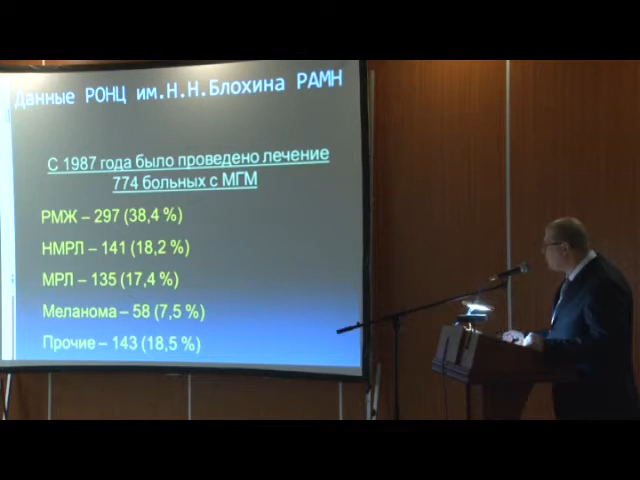 Данные РОНЦ им.Н.Н.Блохина РАМН
С 1987 года было проведено лечение
774 больных с МГМ
РМЖ – 297 (38,4 %)
НМРЛ – 141 (18,2 %)
МРЛ – 135 (17,4 %)
Меланома – 58 (7,5 %)
Прочие – 143 (18,5 %)